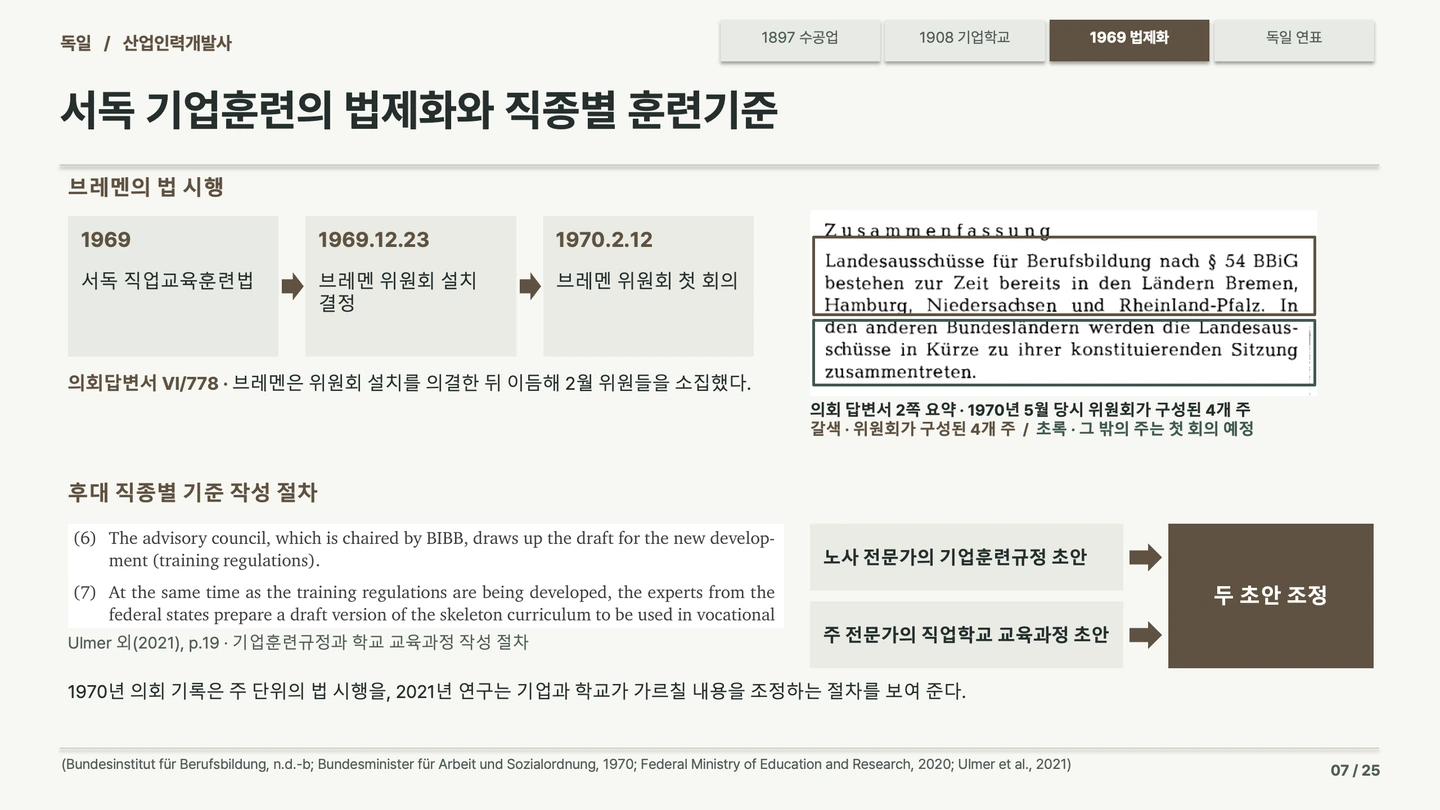 독일 / 산업인력개발사
1897 수공업
1908 기업학교
1969 법제화
독일 연표
서독 기업훈련의 법제화와 직종별 훈련기준
브레멘의 법 시행
1969
서독 직업교육훈련법
1969.12.23
브레멘 위원회 설치
결정
1970.2.12
브레멘 위원회 첫 회의
의회답변서 VI/778 · 브레멘은 위원회 설치를 의결한 뒤 이듬해 2월 위원들을 소집했다.
Zusammenfassung
Landesausschüsse für Berufsbildung nach § 54 BBiG
bestehen zur Zeit bereits in den Ländern Bremen,
Hamburg, Niedersachsen und Rheinland-Pfalz. In
den anderen Bundesländern werden die Landesaus-
schüsse in Kürze zu ihrer konstituierenden Sitzung
zusammentreten.
의회 답변서 2쪽 요약 · 1970년 5월 당시 위원회가 구성된 4개 주
갈색 · 위원회가 구성된 4개 주 / 초록 · 그 밖의 주는 첫 회의 예정
후대 직종별 기준 작성 절차
(6) The advisory council, which is chaired by BIBB, draws up the draft for the new develop-
ment (training regulations).
(7) At the same time as the training regulations are being developed, the experts from the
federal states prepare a draft version of the skeleton curriculum to be used in vocational
Ulmer 외(2021), p.19 · 기업훈련규정과 학교 교육과정 작성 절차
노사 전문가의 기업훈련규정 초안
주 전문가의 직업학교 교육과정 초안
두 초안 조정
1970년 의회 기록은 주 단위의 법 시행을, 2021년 연구는 기업과 학교가 가르칠 내용을 조정하는 절차를 보여 준다.
(Bundesinstitut für Berufsbildung, n.d.-b; Bundesminister für Arbeit und Sozialordnung, 1970; Federal Ministry of Education and Research, 2020; Ulmer et al., 2021)
07 / 25